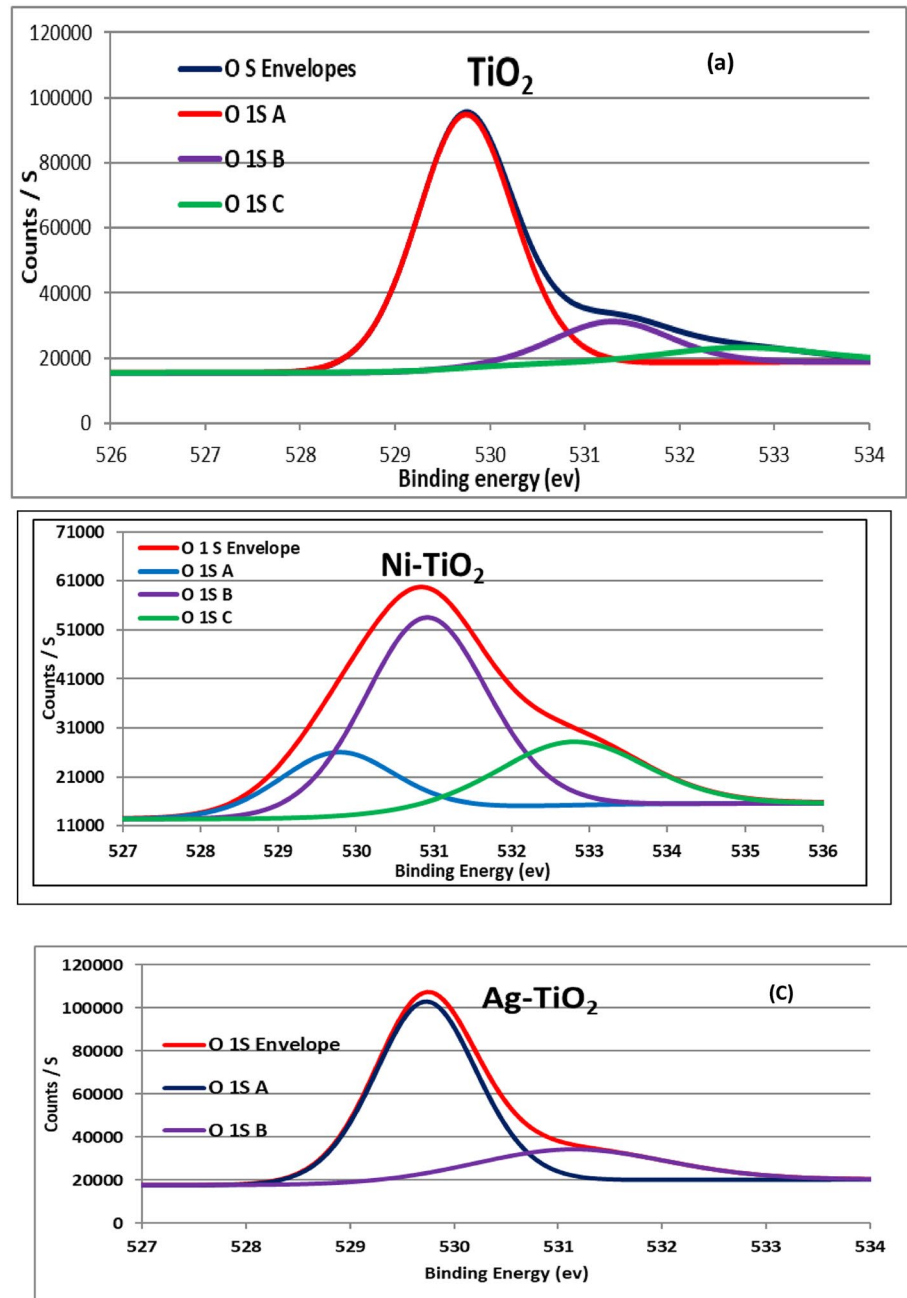 120000
100000
80000
60000
40000
20000
0
Counts / S
O S Envelopes
O 1S A
O 1S B
O 1S C
TiO2
(a)
526 527 528 529 530 531 532 533 534
Binding energy (ev)
71000
61000
51000
41000
31000
21000
11000
Counts / S
O 1 S Envelope
O 1S A
O 1S B
O 1S C
Ni-TiO2
527 528 529 530 531 532 533 534 535 536
Binding Energy (ev)
120000
100000
80000
60000
40000
20000
0
Counts / S
O 1S Envelope
O 1S A
O 1S B
Ag-TiO2
(C)
527 528 529 530 531 532 533 534
Binding Energy (ev)